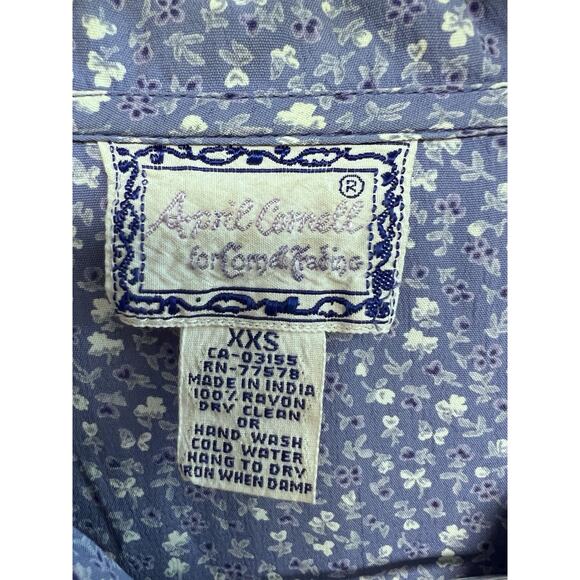 April Cornell ®
for Cornell Trading
XXS
CA-03155
RN-77578
MADE IN INDIA
100% RAYON
DRY CLEAN
OR
HAND WASH
COLD WATER
HANG TO DRY
RON WHEN DAMP